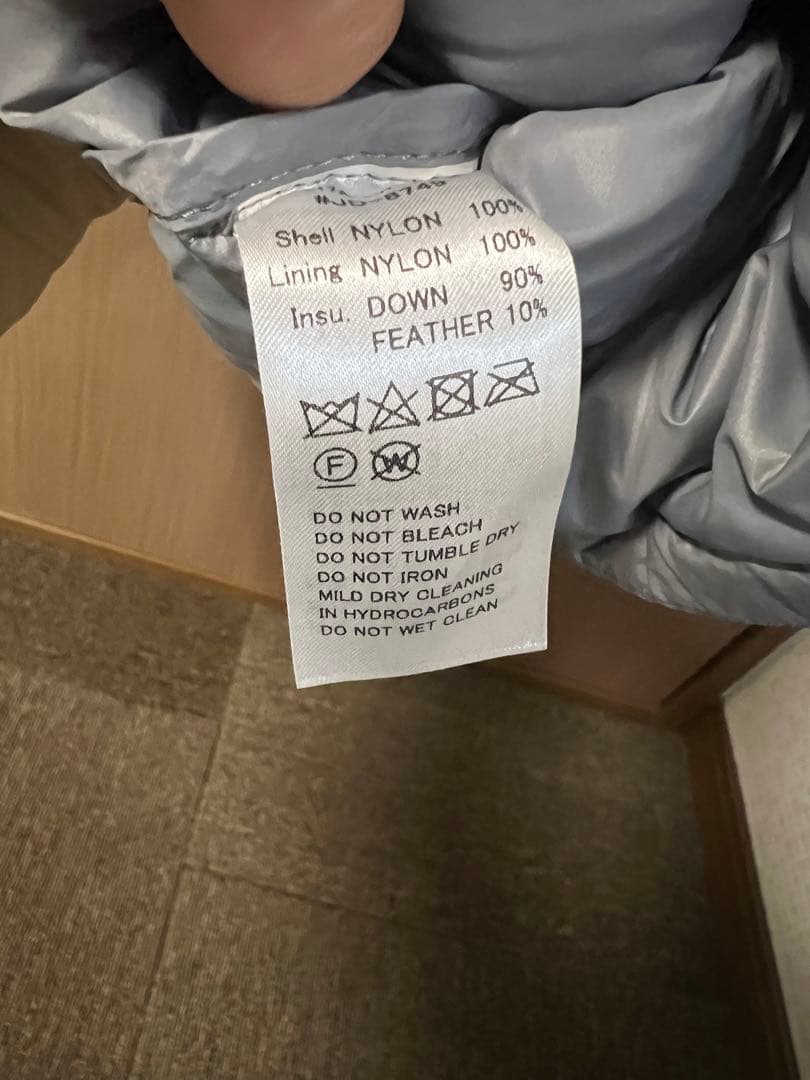 Shell NYLON 100%
Lining NYLON 100%
Insu. DOWN 90%
FEATHER 10%
F W
DO NOT WASH
DO NOT BLEACH
DO NOT TUMBLE DRY
DO NOT IRON
MILD DRY CLEANING
IN HYDROCARBONS
DO NOT WET CLEAN